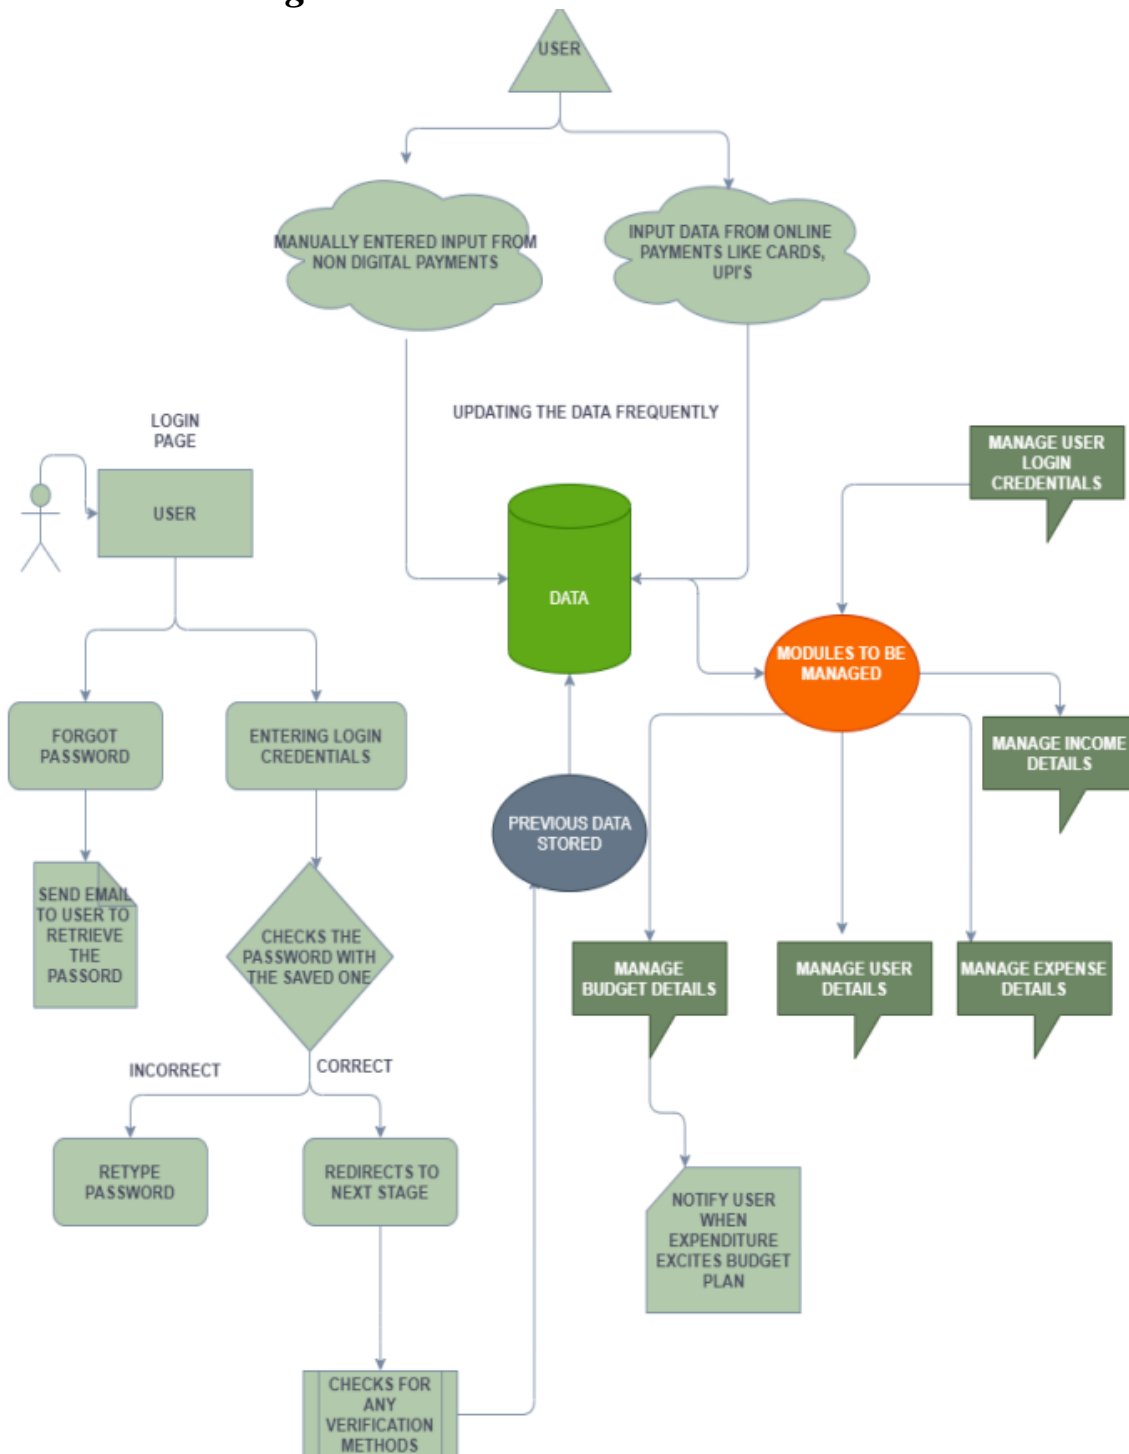 USER
MANUALLY ENTERED INPUT FROM
NON DIGITAL PAYMENTS
INPUT DATA FROM ONLINE
PAYMENTS LIKE CARDS,
UPI'S
UPDATING THE DATA FREQUENTLY
LOGIN
PAGE
USER
MANAGE USER
LOGIN
CREDENTIALS
DATA
MODULES TO BE
MANAGED
FORGOT
PASSWORD
ENTERING LOGIN
CREDENTIALS
MANAGE INCOME
DETAILS
PREVIOUS DATA
STORED
SEND EMAIL
TO USER TO
RETRIEVE
THE
PASSORD
CHECKS THE
PASSWORD WITH
THE SAVED ONE
MANAGE
BUDGET DETAILS
MANAGE USER
DETAILS
MANAGE EXPENSE
DETAILS
INCORRECT
CORRECT
RETYPE
PASSWORD
REDIRECTS TO
NEXT STAGE
NOTIFY USER
WHEN
EXPENDITURE
EXCITES BUDGET
PLAN
CHECKS FOR
ANY
VERIFICATION
METHODS